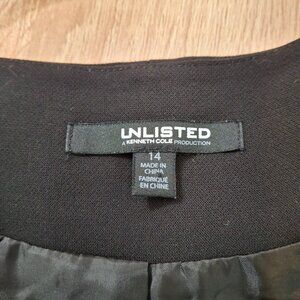 UNLISTED
A KENNETH COLE PRODUCTION
14
MADE IN
CHINA
FABRIQUÉ
EN CHINE